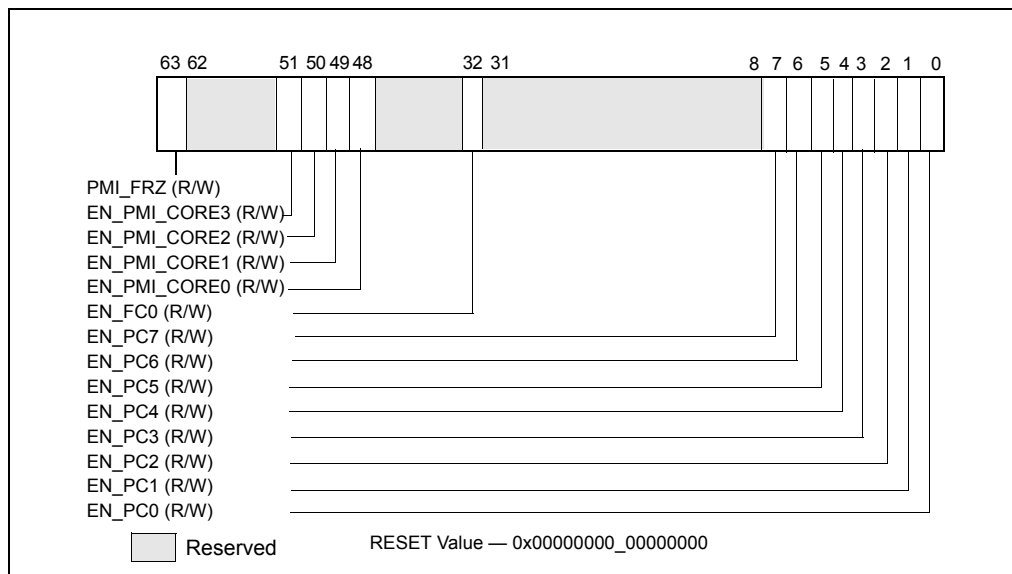 63 62 51 50 49 48 32 31 8 7 6 5 4 3 2 1 0
PMI_FRZ (R/W)
EN_PMI_CORE3 (R/W)
EN_PMI_CORE2 (R/W)
EN_PMI_CORE1 (R/W)
EN_PMI_CORE0 (R/W)
EN_FC0 (R/W)
EN_PC7 (R/W)
EN_PC6 (R/W)
EN_PC5 (R/W)
EN_PC4 (R/W)
EN_PC3 (R/W)
EN_PC2 (R/W)
EN_PC1 (R/W)
EN_PC0 (R/W)
Reserved RESET Value — 0x00000000_00000000